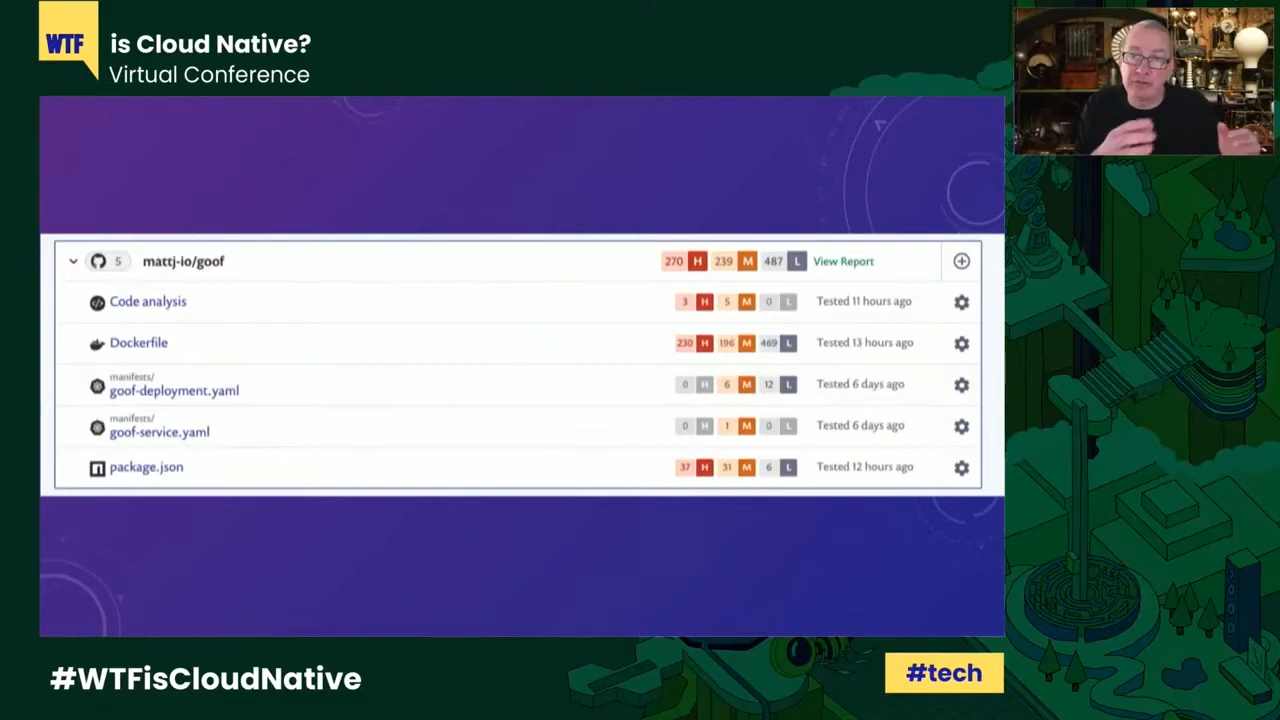 WTF is Cloud Native?
Virtual Conference
5 mattj-io/goof 270 H 239 M 487 L View Report
Code analysis 3 H 5 M 0 L Tested 11 hours ago
Dockerfile 230 H 196 M 469 L Tested 13 hours ago
manifests/
goof-deployment.yaml 0 H 6 M 12 L Tested 6 days ago
manifests/
goof-service.yaml 0 H 1 M 0 L Tested 6 days ago
package.json 37 H 31 M 6 L Tested 12 hours ago
#WTFisCloudNative
#tech